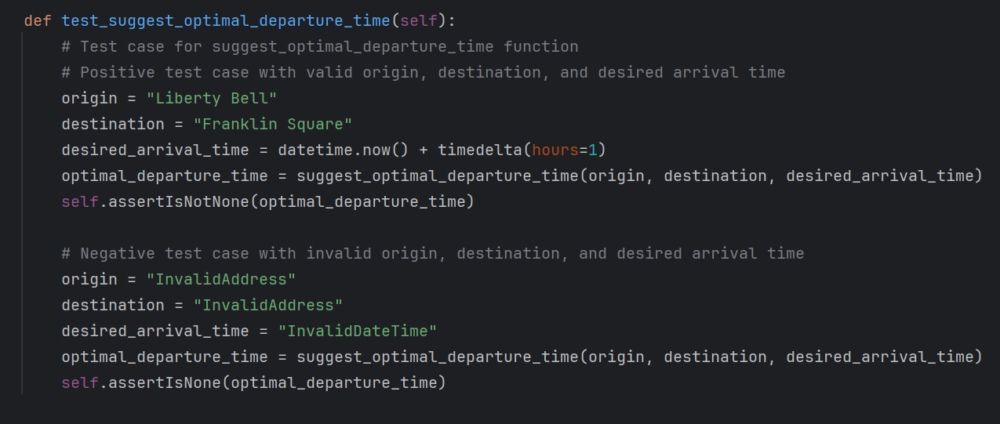 def test_suggest_optimal_departure_time(self):
    # Test case for suggest_optimal_departure_time function
    # Positive test case with valid origin, destination, and desired arrival time
    origin = "Liberty Bell"
    destination = "Franklin Square"
    desired_arrival_time = datetime.now() + timedelta(hours=1)
    optimal_departure_time = suggest_optimal_departure_time(origin, destination, desired_arrival_time)
    self.assertIsNotNone(optimal_departure_time)

    # Negative test case with invalid origin, destination, and desired arrival time
    origin = "InvalidAddress"
    destination = "InvalidAddress"
    desired_arrival_time = "InvalidDateTime"
    optimal_departure_time = suggest_optimal_departure_time(origin, destination, desired_arrival_time)
    self.assertIsNone(optimal_departure_time)